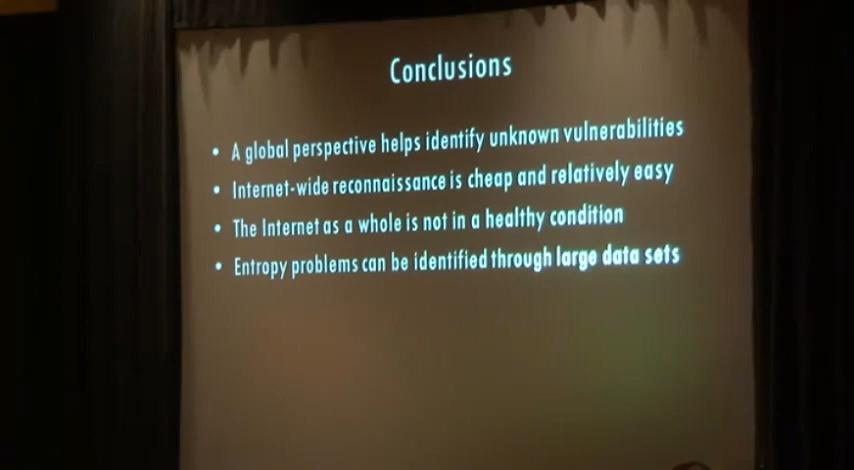 Conclusions
• A global perspective helps identify unknown vulnerabilities
• Internet-wide reconnaissance is cheap and relatively easy
• The Internet as a whole is not in a healthy condition
• Entropy problems can be identified through large data sets